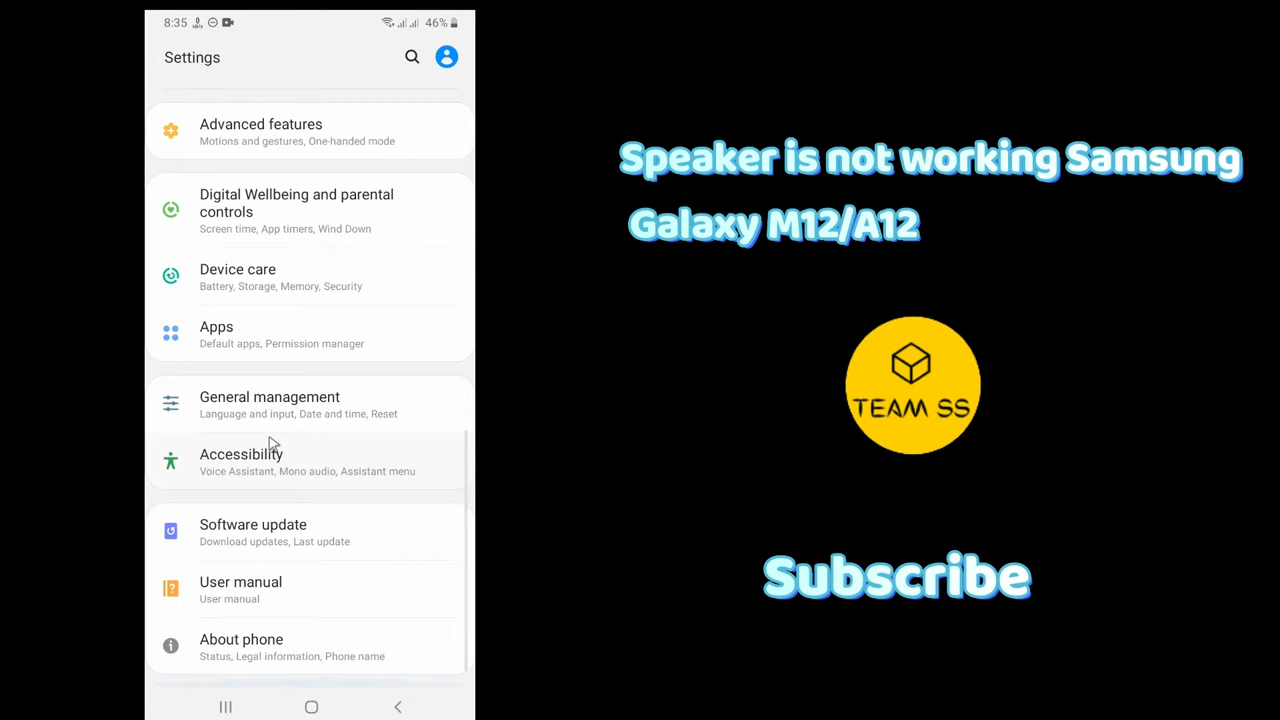 8:35
46%
Settings
Advanced features
Motions and gestures, One-handed mode
Digital Wellbeing and parental
controls
Screen time, App timers, Wind Down
Device care
Battery, Storage, Memory, Security
Apps
Default apps, Permission manager
General management
Language and input, Date and time, Reset
Accessibility
Voice Assistant, Mono audio, Assistant menu
Software update
Download updates, Last update
User manual
User manual
About phone
Status, Legal information, Phone name
Speaker is not working Samsung
Galaxy M12/A12
TEAM SS
Subscribe